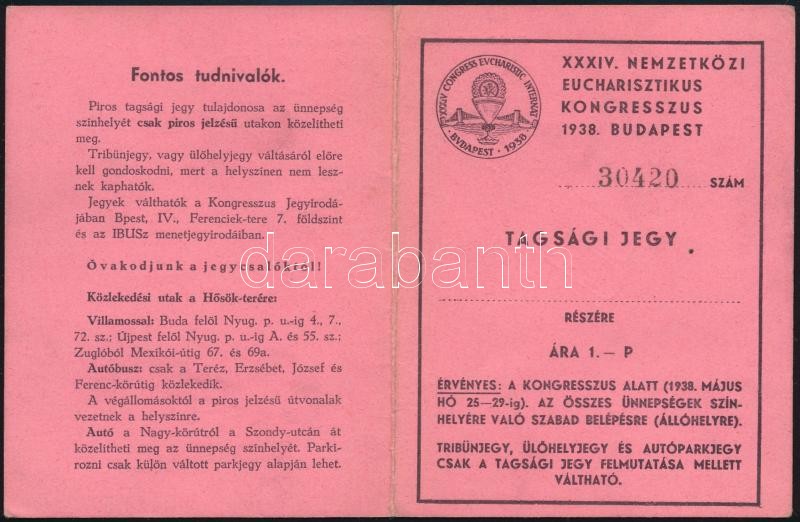 Fontos tudnivalók.
Piros tagsági jegy tulajdonosa az ünnepség
színhelyét csak piros jelzésű utakon közelítheti
meg.
Tribünjegy, vagy ülőhelyjegy váltásáról előre
kell gondoskodni, mert a helyszínen nem lesz-
nek kaphatók.
Jegyek válthatók a Kongresszus Jegyirodá-
jában Bpest, IV., Ferenciek-tere 7. földszint
és az IBUSz menetjegyirodáiban.
Óvakodjunk a jegycsalóktól!
Közlekedési utak a Hősök-terére:
Villamossal: Buda felől Nyug. p. u.-ig 4., 7.,
72. sz.; Újpest felől Nyug. p. u.-ig A. és 55. sz.;
Zuglóból Mexikói-útig 67. és 69a.
Autóbusz: csak a Teréz, Erzsébet, József és
Ferenc-körútig közlekedik.
A végállomásoktól a piros jelzésű útvonalak
vezetnek a helyszínre.
Autó a Nagy-körútról a Szondy-utcán át
közelítheti meg az ünnepség színhelyét. Parki-
rozni csak külön váltott parkjegy alapján lehet.
XXXIV CONGRESS EUCHARISTIC INTERNAT
· BUDAPEST · 1938 ·
XXXIV. NEMZETKÖZI
EUCHARISZTIKUS
KONGRESSZUS
1938. BUDAPEST
30420 SZÁM
TAGSÁGI JEGY
RÉSZÉRE
ÁRA 1.— P
ÉRVÉNYES: A KONGRESSZUS ALATT (1938. MÁJUS
HÓ 25—29-ig). AZ ÖSSZES ÜNNEPSÉGEK SZÍN-
HELYÉRE VALÓ SZABAD BELÉPÉSRE (ÁLLÓHELYRE).
TRIBÜNJEGY, ÜLŐHELYJEGY ÉS AUTÓPARKJEGY
CSAK A TAGSÁGI JEGY FELMUTATÁSA MELLETT
VÁLTHATÓ.
darabanth